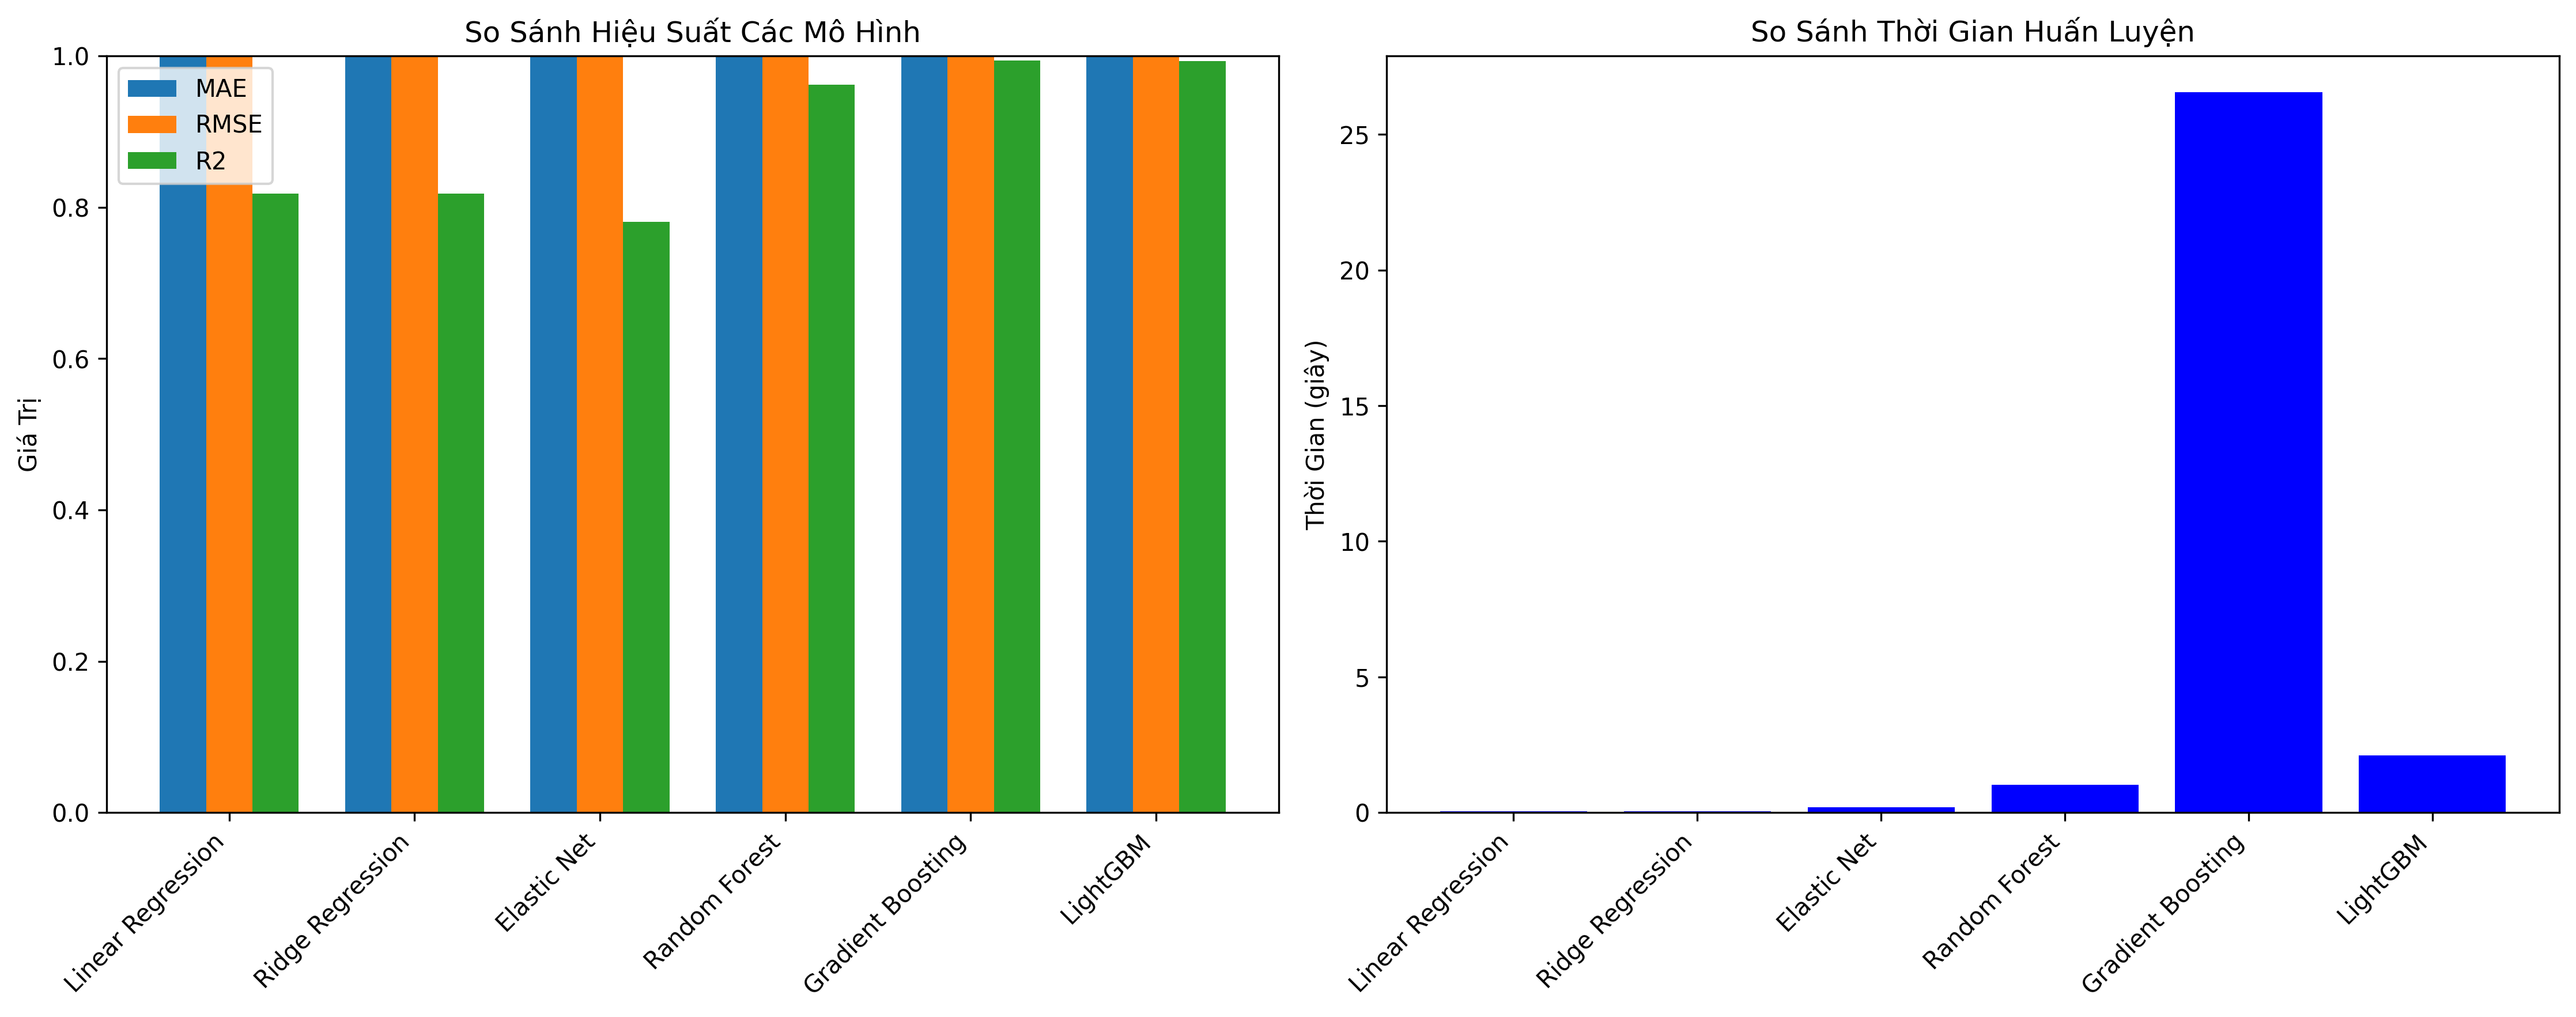 So Sánh Hiệu Suất Các Mô Hình
Giá Trị
1.0
0.8
0.6
0.4
0.2
0.0
MAE
RMSE
R2
Linear Regression
Ridge Regression
Elastic Net
Random Forest
Gradient Boosting
LightGBM
So Sánh Thời Gian Huấn Luyện
Thời Gian (giây)
25
20
15
10
5
0
Linear Regression
Ridge Regression
Elastic Net
Random Forest
Gradient Boosting
LightGBM